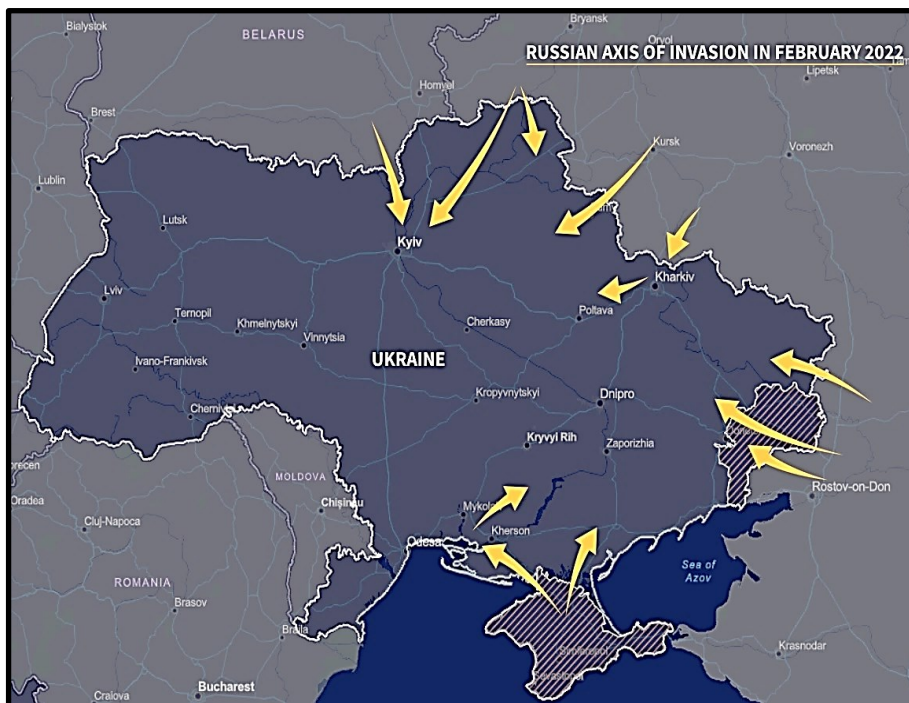 Bialystok
BELARUS
Bryansk
Oryol
RUSSIAN AXIS OF INVASION IN FEBRUARY 2022
Lipetsk
Homyel
Brest
Kursk
Voronezh
Lublin
Lutsk
Kyiv
Kharkiv
Lviv
Ternopil
Khmelnytskyi
Vinnytsia
Cherkasy
Poltava
Ivano-Frankivsk
UKRAINE
Chernivtsi
Kropyvnytskyi
Dnipro
Kryvyi Rih
Zaporizhia
MOLDOVA
Rostov-on-Don
Oradea
Chișinău
Cluj-Napoca
Kherson
Odesa
Sea of
Azov
ROMANIA
Brasov
Braila
Simferopol
Sevastopol
Krasnodar
Bucharest
Craiova